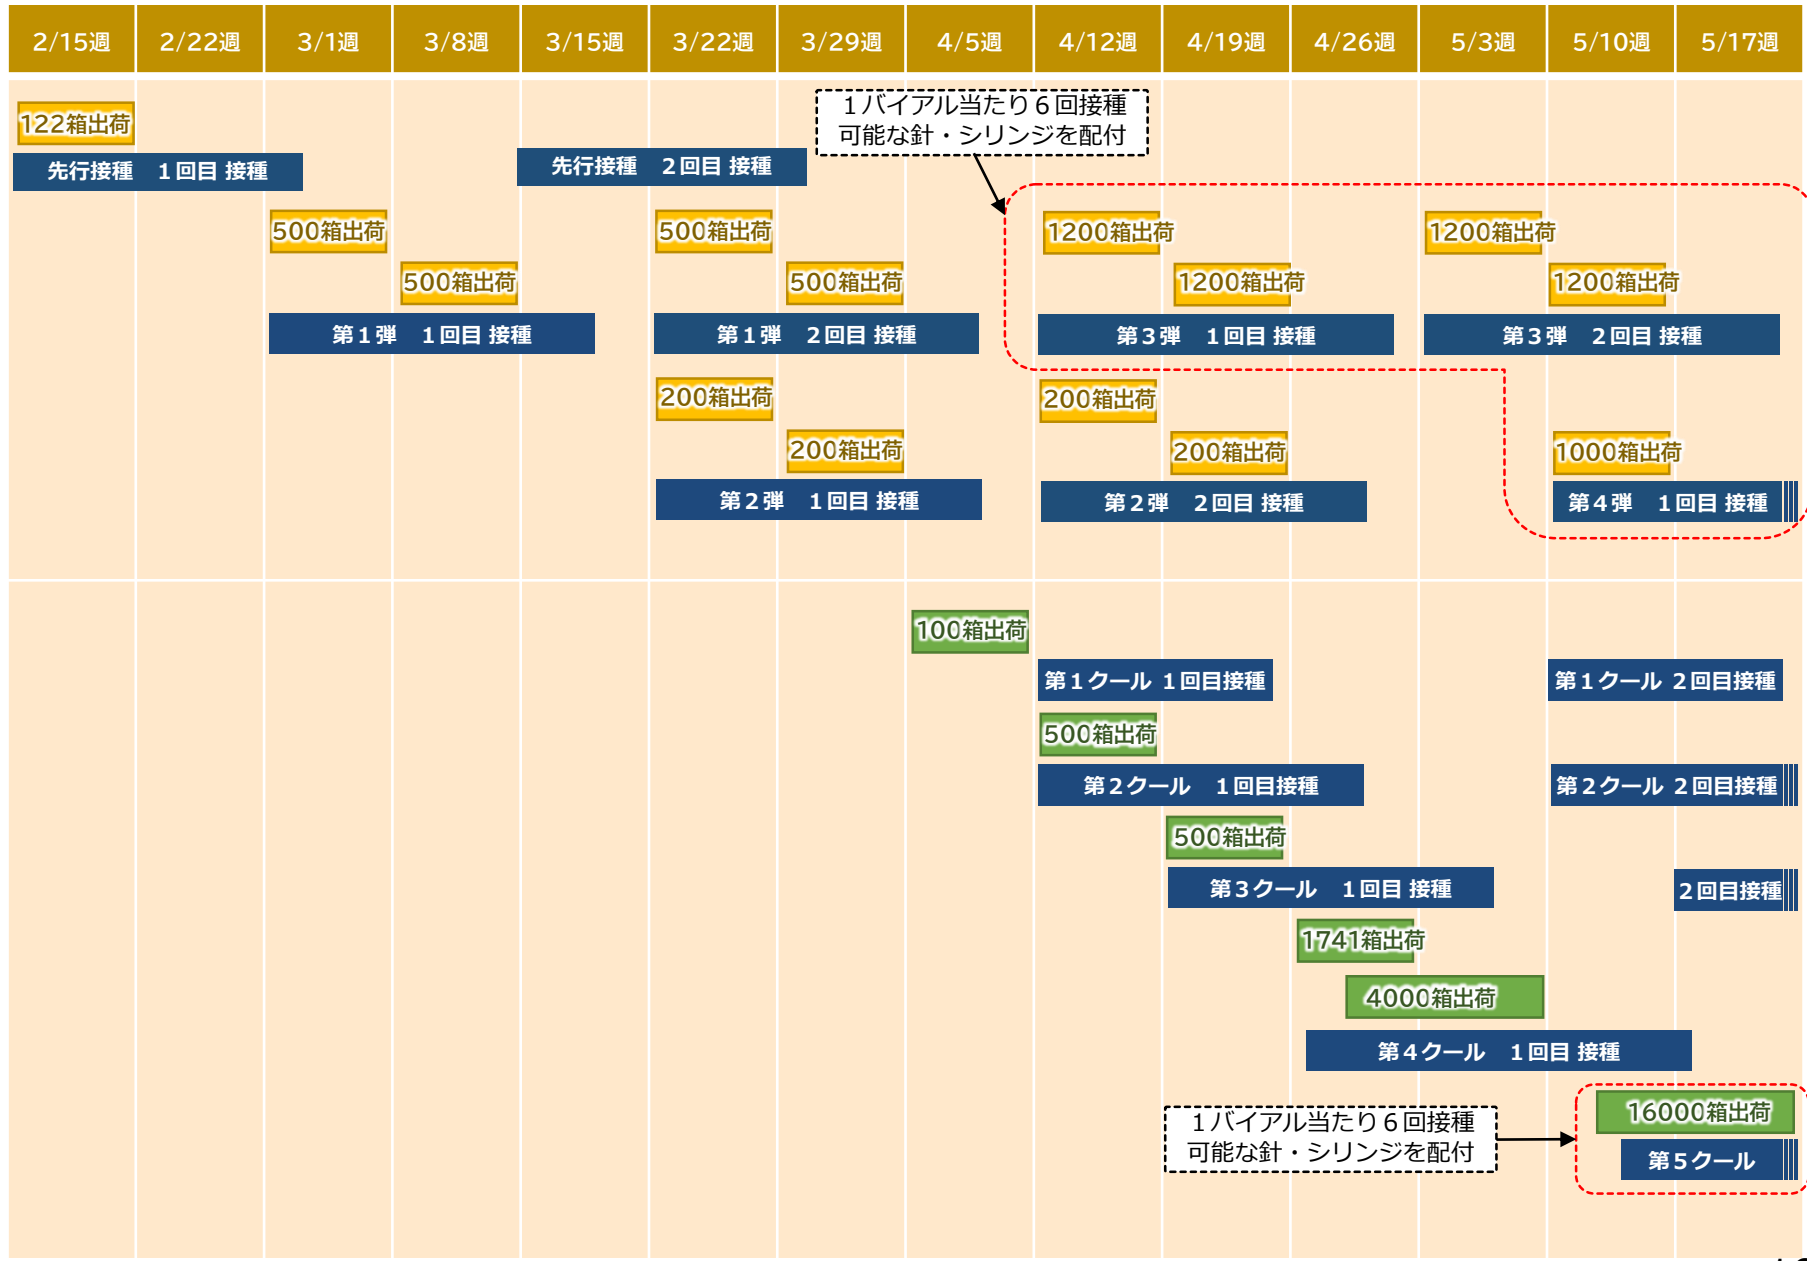 2/15週 2/22週 3/1週 3/8週 3/15週 3/22週 3/29週 4/5週 4/12週 4/19週 4/26週 5/3週 5/10週 5/17週
１バイアル当たり６回接種
可能な針・シリンジを配付
122箱出荷
先行接種　１回目 接種
先行接種　２回目 接種
500箱出荷
500箱出荷
1200箱出荷
1200箱出荷
500箱出荷
500箱出荷
1200箱出荷
1200箱出荷
第１弾　１回目 接種
第１弾　２回目 接種
第３弾　１回目 接種
第３弾　２回目 接種
200箱出荷
200箱出荷
200箱出荷
200箱出荷
1000箱出荷
第２弾　１回目 接種
第２弾　２回目 接種
第４弾　１回目 接種
100箱出荷
第１クール １回目接種
第１クール ２回目接種
500箱出荷
第２クール　１回目接種
第２クール ２回目接種
500箱出荷
第３クール　１回目 接種
２回目接種
1741箱出荷
4000箱出荷
第４クール　１回目 接種
16000箱出荷
１バイアル当たり６回接種
可能な針・シリンジを配付
第５クール